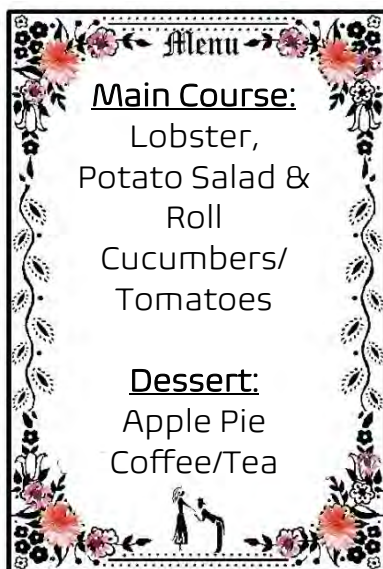 Menu
Main Course:
Lobster,
Potato Salad &
Roll
Cucumbers/
Tomatoes
Dessert:
Apple Pie
Coffee/Tea